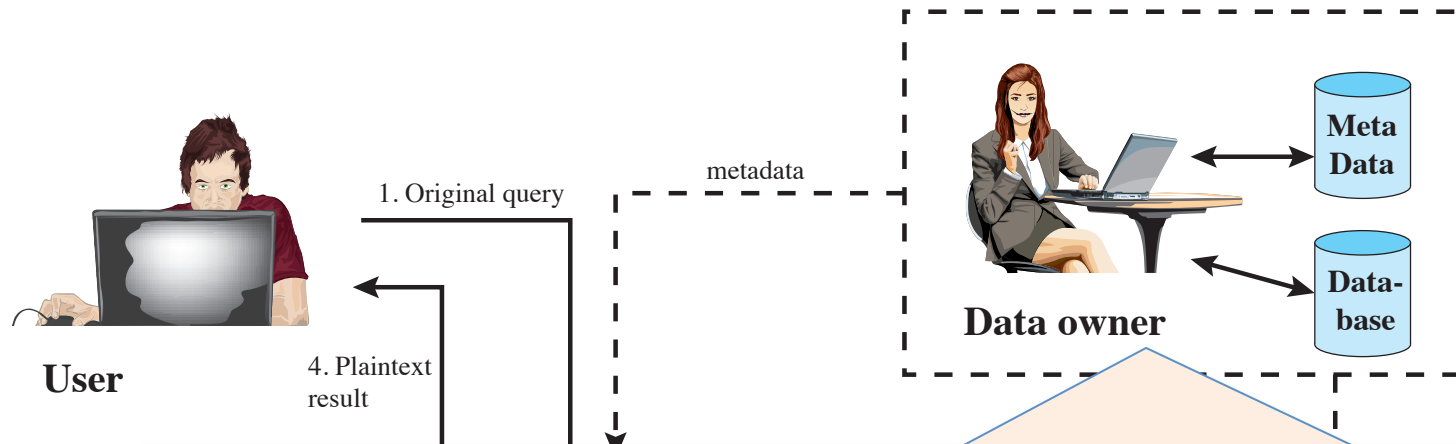 metadata
Meta
Data
1. Original query
Data-
base
Data owner
4. Plaintext
result
User